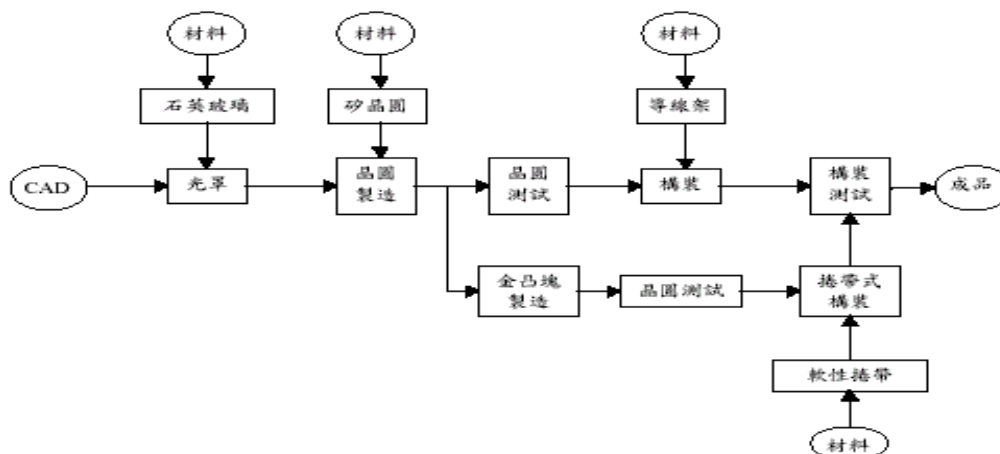 材料
材料
材料
石英玻璃
矽晶圓
導線架
CAD
光罩
晶圓
製造
晶圓
測試
構裝
構裝
測試
成品
金凸塊
製造
晶圓測試
捲帶式
構裝
軟性捲帶
材料